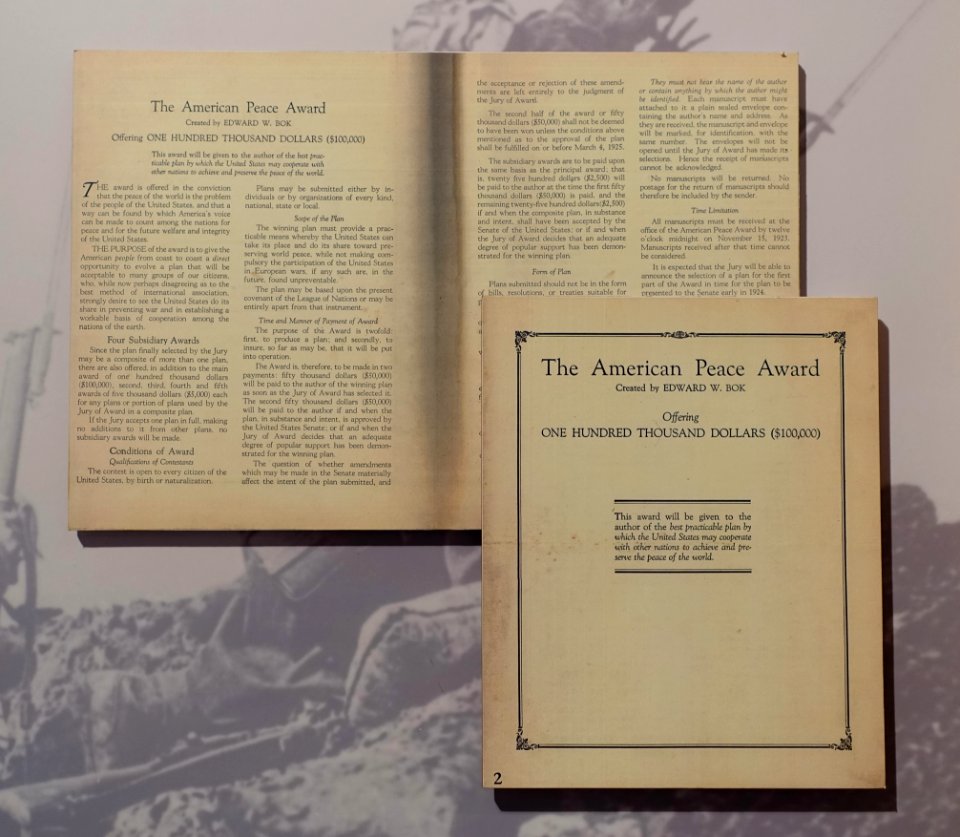 The American Peace Award
Created by EDWARD W. BOK
Offering ONE HUNDRED THOUSAND DOLLARS ($100,000)
This award will be given to the author of the best prac-
ticable plan by which the United States may cooperate with
other nations to achieve and preserve the peace of the world.
THE award is offered in the conviction
that the peace of the world is the problem
of the people of the United States, and that a
way can be found by which America's voice
can be made to count among the nations for
peace and for the future welfare and integrity
of the United States.
THE PURPOSE of the award is to give the
American people from coast to coast a direct
opportunity to evolve a plan that will be
acceptable to many groups of our citizens,
who, while now perhaps disagreeing as to the
best method of international association,
strongly desire to see the United States do its
share in preventing war and in establishing a
workable basis of cooperation among the
nations of the earth.
Four Subsidiary Awards
Since the plan finally selected by the Jury
may be a composite of more than one plan,
there are also offered, in addition to the main
award of one hundred thousand dollars
($100,000), second, third, fourth and fifth
awards of five thousand dollars ($5,000) each
for any plans or portion of plans used by the
Jury of Award in a composite plan.
If the Jury accepts one plan in full, making
no additions to it from other plans, no
subsidiary awards will be made.
Conditions of Award
Qualifications of Contestants
The contest is open to every citizen of the
United States, by birth or naturalization.
Plans may be submitted either by in-
dividuals or by organizations of every kind,
national, state or local.
Scope of the Plan
The winning plan must provide a prac-
ticable means whereby the United States can
take its place and do its share toward pre-
serving world peace, while not making com-
pulsory the participation of the United States
in European wars, if any such are, in the
future, found unpreventable.
The plan may be based upon the present
covenant of the League of Nations or may be
entirely apart from that instrument.
Time and Manner of Payment of Award
The purpose of the Award is twofold:
first, to produce a plan; and secondly, to
insure, so far as may be, that it will be put
into operation.
The Award is, therefore, to be made in two
payments: fifty thousand dollars ($50,000)
will be paid to the author of the winning plan
as soon as the Jury of Award has selected it.
The second fifty thousand dollars ($50,000)
will be paid to the author if and when the
plan, in substance and intent, is approved by
the United States Senate; or if and when the
Jury of Award decides that an adequate
degree of popular support has been demon-
strated for the winning plan.
The question of whether amendments
which may be made in the Senate materially
affect the intent of the plan submitted, and
the acceptance or rejection of these amend-
ments are left entirely to the judgment of
the Jury of Award.
The second half of the award or fifty
thousand dollars ($50,000) shall not be deemed
to have been won unless the conditions above
mentioned as to the approval of the plan
shall be fulfilled on or before March 4, 1925.
The subsidiary awards are to be paid upon
the same basis as the principal award; that
is, twenty five hundred dollars ($2,500) will
be paid to the author at the time the first fifty
thousand dollars ($50,000) is paid, and the
remaining twenty-five hundred dollars ($2,500)
if and when the plan, in substance
and intent, shall have been accepted by the
Senate of the United States; or if and when
the Jury of Award decides that an adequate
degree of popular support has been demon-
strated for the winning plan.
Form of Plan
Plans submitted should not be in the form
of bills, resolutions, or treaties suitable for
They must not bear the name of the author
or contain anything by which the author might
be identified. Each manuscript must have
attached to it a plain sealed envelope con-
taining the author's name and address. As
they are received, the manuscript and envelope
will be marked, for identification, with the
same number. The envelopes will not be
opened until the Jury of Award has made its
selections. Hence the receipt of manuscripts
cannot be acknowledged.
No manuscripts will be returned. No
postage for the return of manuscripts should
therefore be included by the sender.
Time Limitation
All manuscripts must be received at the
office of the American Peace Award by twelve
o'clock midnight on November 15, 1923.
Manuscripts received after that time cannot
be considered.
It is expected that the Jury will be able to
announce the selection of a plan for the first
part of the Award in time for the plan to be
presented to the Senate early in 1924.
The American Peace Award
Created by EDWARD W. BOK
Offering
ONE HUNDRED THOUSAND DOLLARS ($100,000)
This award will be given to the
author of the best practicable plan by
which the United States may cooperate
with other nations to achieve and pre-
serve the peace of the world.
2